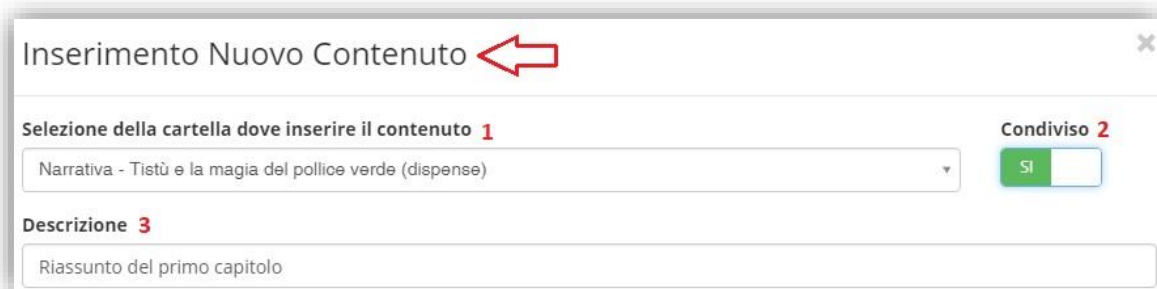 Inserimento Nuovo Contenuto
Selezione della cartella dove inserire il contenuto 1
Condiviso 2
Narrativa - Tistù e la magia del pollice verde (dispense)
SI
Descrizione 3
Riassunto del primo capitolo